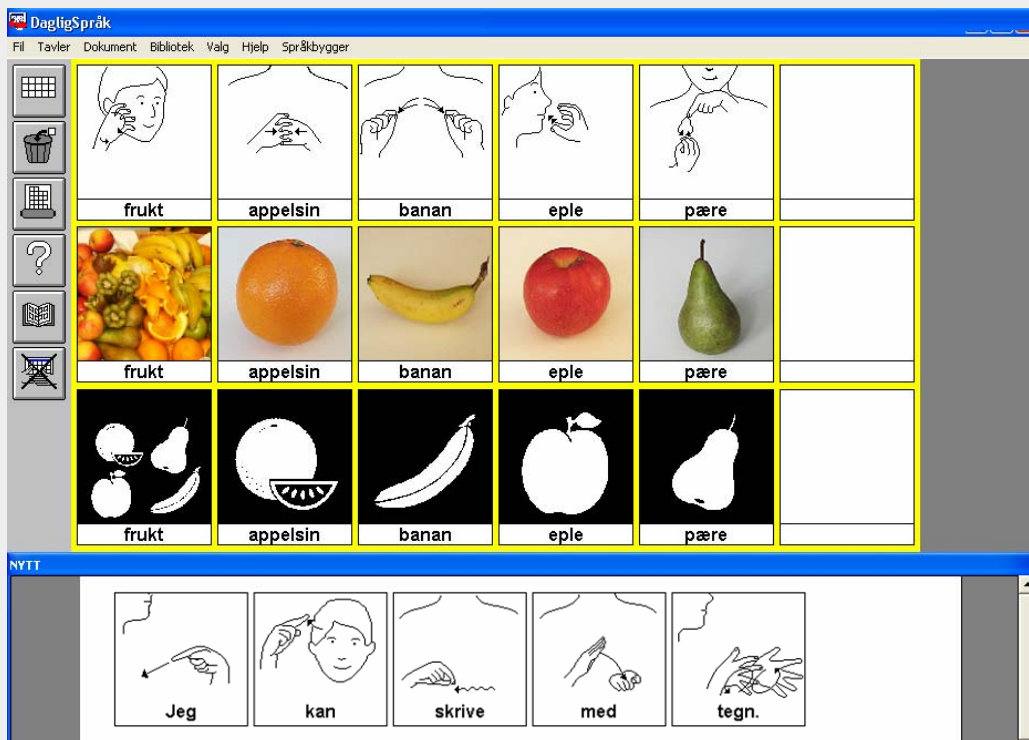 DagligSpråk
Fil Tavler Dokument Bibliotek Valg Hjelp Språkbygger
frukt appelsin banan eple pære
frukt appelsin banan eple pære
frukt appelsin banan eple pære
NYTT
Jeg kan skrive med tegn.